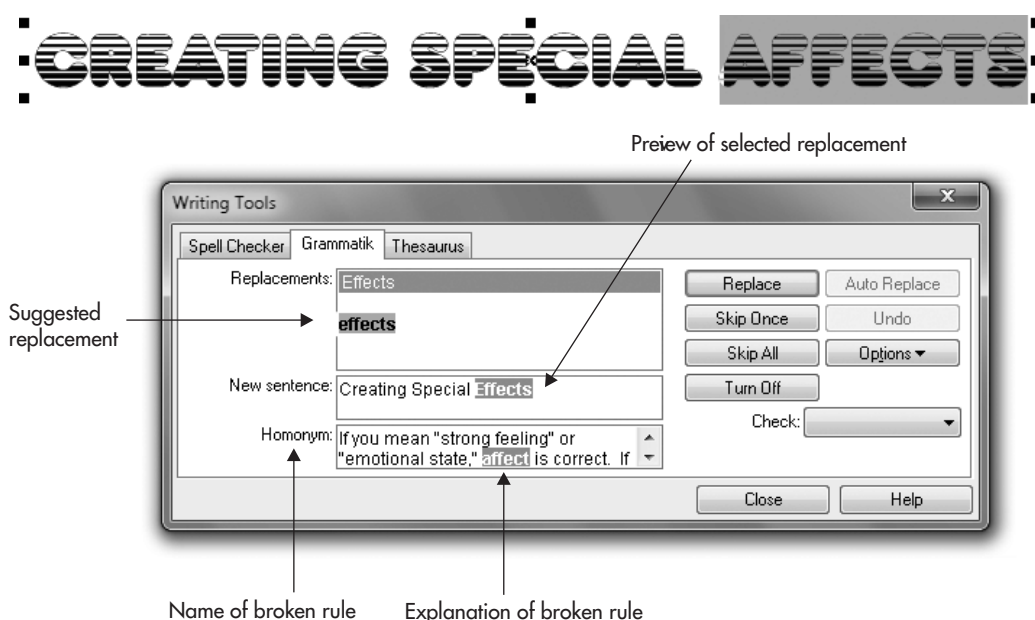 CREATING SPECIAL AFFECTS
Preview of selected replacement
Writing Tools
x
Spell Checker Grammatik Thesaurus
Replacements: Effects
effects
Suggested
replacement
Replace Auto Replace
Skip Once Undo
Skip All Options
Turn Off
Check:
New sentence: Creating Special Effects
Homonym: If you mean "strong feeling" or
"emotional state," affect is correct. If
Close Help
Name of broken rule Explanation of broken rule